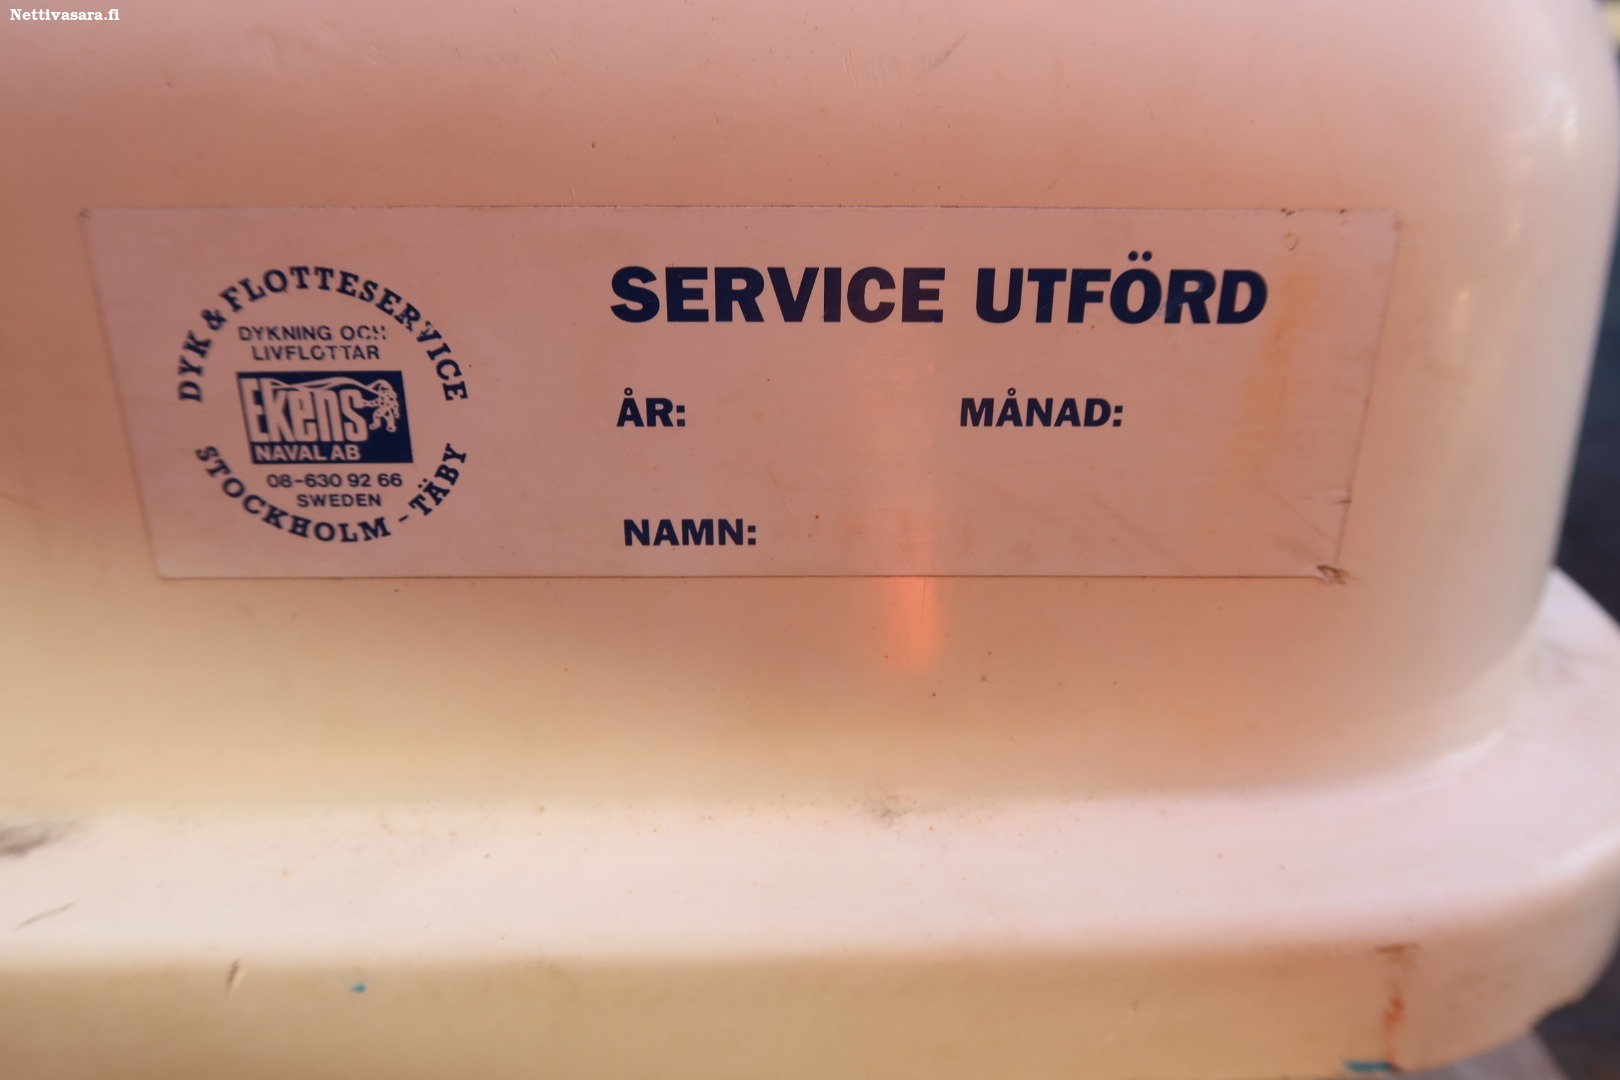 Nettivasara.fi
DYK & FLOTTESERVICE
DYKNING OCH
LIVFLOTTAR
Ekens
NAVAL AB
08-630 92 66
SWEDEN
STOCKHOLM - TÄBY
SERVICE UTFÖRD
ÅR: MÅNAD:
NAMN: